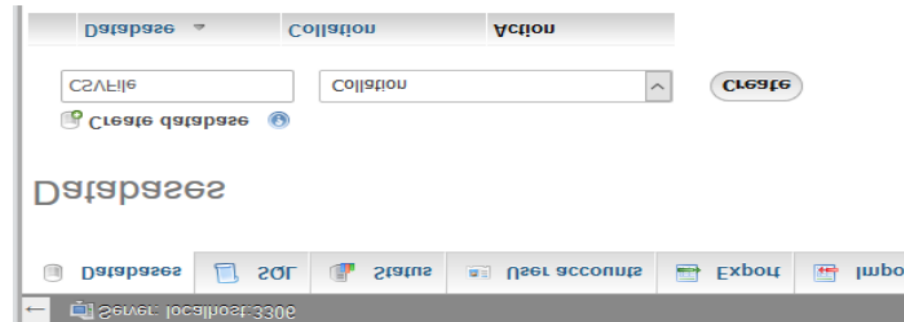 Server: localhost:3306
Databases SQL Status User accounts Export Impo
Databases
Create database
CSVFile Collation Create
Database Collation Action